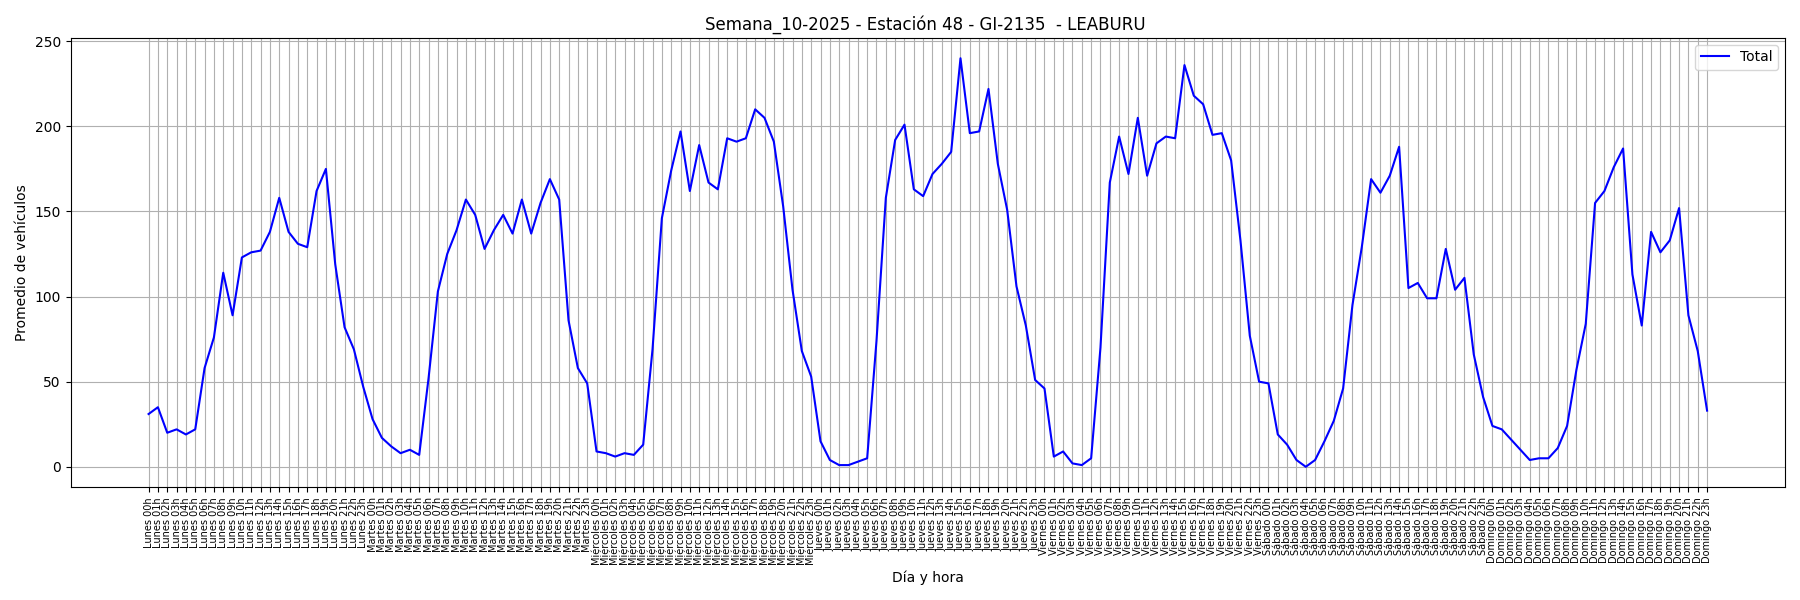 Semana_10-2025 - Estación 48 - GI-2135 - LEABURU
Total
Promedio de vehículos
250
200
150
100
50
0
Lunes 00h
Lunes 01h
Lunes 02h
Lunes 03h
Lunes 04h
Lunes 05h
Lunes 06h
Lunes 07h
Lunes 08h
Lunes 09h
Lunes 10h
Lunes 11h
Lunes 12h
Lunes 13h
Lunes 14h
Lunes 15h
Lunes 16h
Lunes 17h
Lunes 18h
Lunes 19h
Lunes 20h
Lunes 21h
Lunes 22h
Lunes 23h
Martes 00h
Martes 01h
Martes 02h
Martes 03h
Martes 04h
Martes 05h
Martes 06h
Martes 07h
Martes 08h
Martes 09h
Martes 10h
Martes 11h
Martes 12h
Martes 13h
Martes 14h
Martes 15h
Martes 16h
Martes 17h
Martes 18h
Martes 19h
Martes 20h
Martes 21h
Martes 22h
Martes 23h
Miércoles 00h
Miércoles 01h
Miércoles 02h
Miércoles 03h
Miércoles 04h
Miércoles 05h
Miércoles 06h
Miércoles 07h
Miércoles 08h
Miércoles 09h
Miércoles 10h
Miércoles 11h
Miércoles 12h
Miércoles 13h
Miércoles 14h
Miércoles 15h
Miércoles 16h
Miércoles 17h
Miércoles 18h
Miércoles 19h
Miércoles 20h
Miércoles 21h
Miércoles 22h
Miércoles 23h
Jueves 00h
Jueves 01h
Jueves 02h
Jueves 03h
Jueves 04h
Jueves 05h
Jueves 06h
Jueves 07h
Jueves 08h
Jueves 09h
Jueves 10h
Jueves 11h
Jueves 12h
Jueves 13h
Jueves 14h
Jueves 15h
Jueves 16h
Jueves 17h
Jueves 18h
Jueves 19h
Jueves 20h
Jueves 21h
Jueves 22h
Jueves 23h
Viernes 00h
Viernes 01h
Viernes 02h
Viernes 03h
Viernes 04h
Viernes 05h
Viernes 06h
Viernes 07h
Viernes 08h
Viernes 09h
Viernes 10h
Viernes 11h
Viernes 12h
Viernes 13h
Viernes 14h
Viernes 15h
Viernes 16h
Viernes 17h
Viernes 18h
Viernes 19h
Viernes 20h
Viernes 21h
Viernes 22h
Viernes 23h
Sábado 00h
Sábado 01h
Sábado 02h
Sábado 03h
Sábado 04h
Sábado 05h
Sábado 06h
Sábado 07h
Sábado 08h
Sábado 09h
Sábado 10h
Sábado 11h
Sábado 12h
Sábado 13h
Sábado 14h
Sábado 15h
Sábado 16h
Sábado 17h
Sábado 18h
Sábado 19h
Sábado 20h
Sábado 21h
Sábado 22h
Sábado 23h
Domingo 00h
Domingo 01h
Domingo 02h
Domingo 03h
Domingo 04h
Domingo 05h
Domingo 06h
Domingo 07h
Domingo 08h
Domingo 09h
Domingo 10h
Domingo 11h
Domingo 12h
Domingo 13h
Domingo 14h
Domingo 15h
Domingo 16h
Domingo 17h
Domingo 18h
Domingo 19h
Domingo 20h
Domingo 21h
Domingo 22h
Domingo 23h
Día y hora